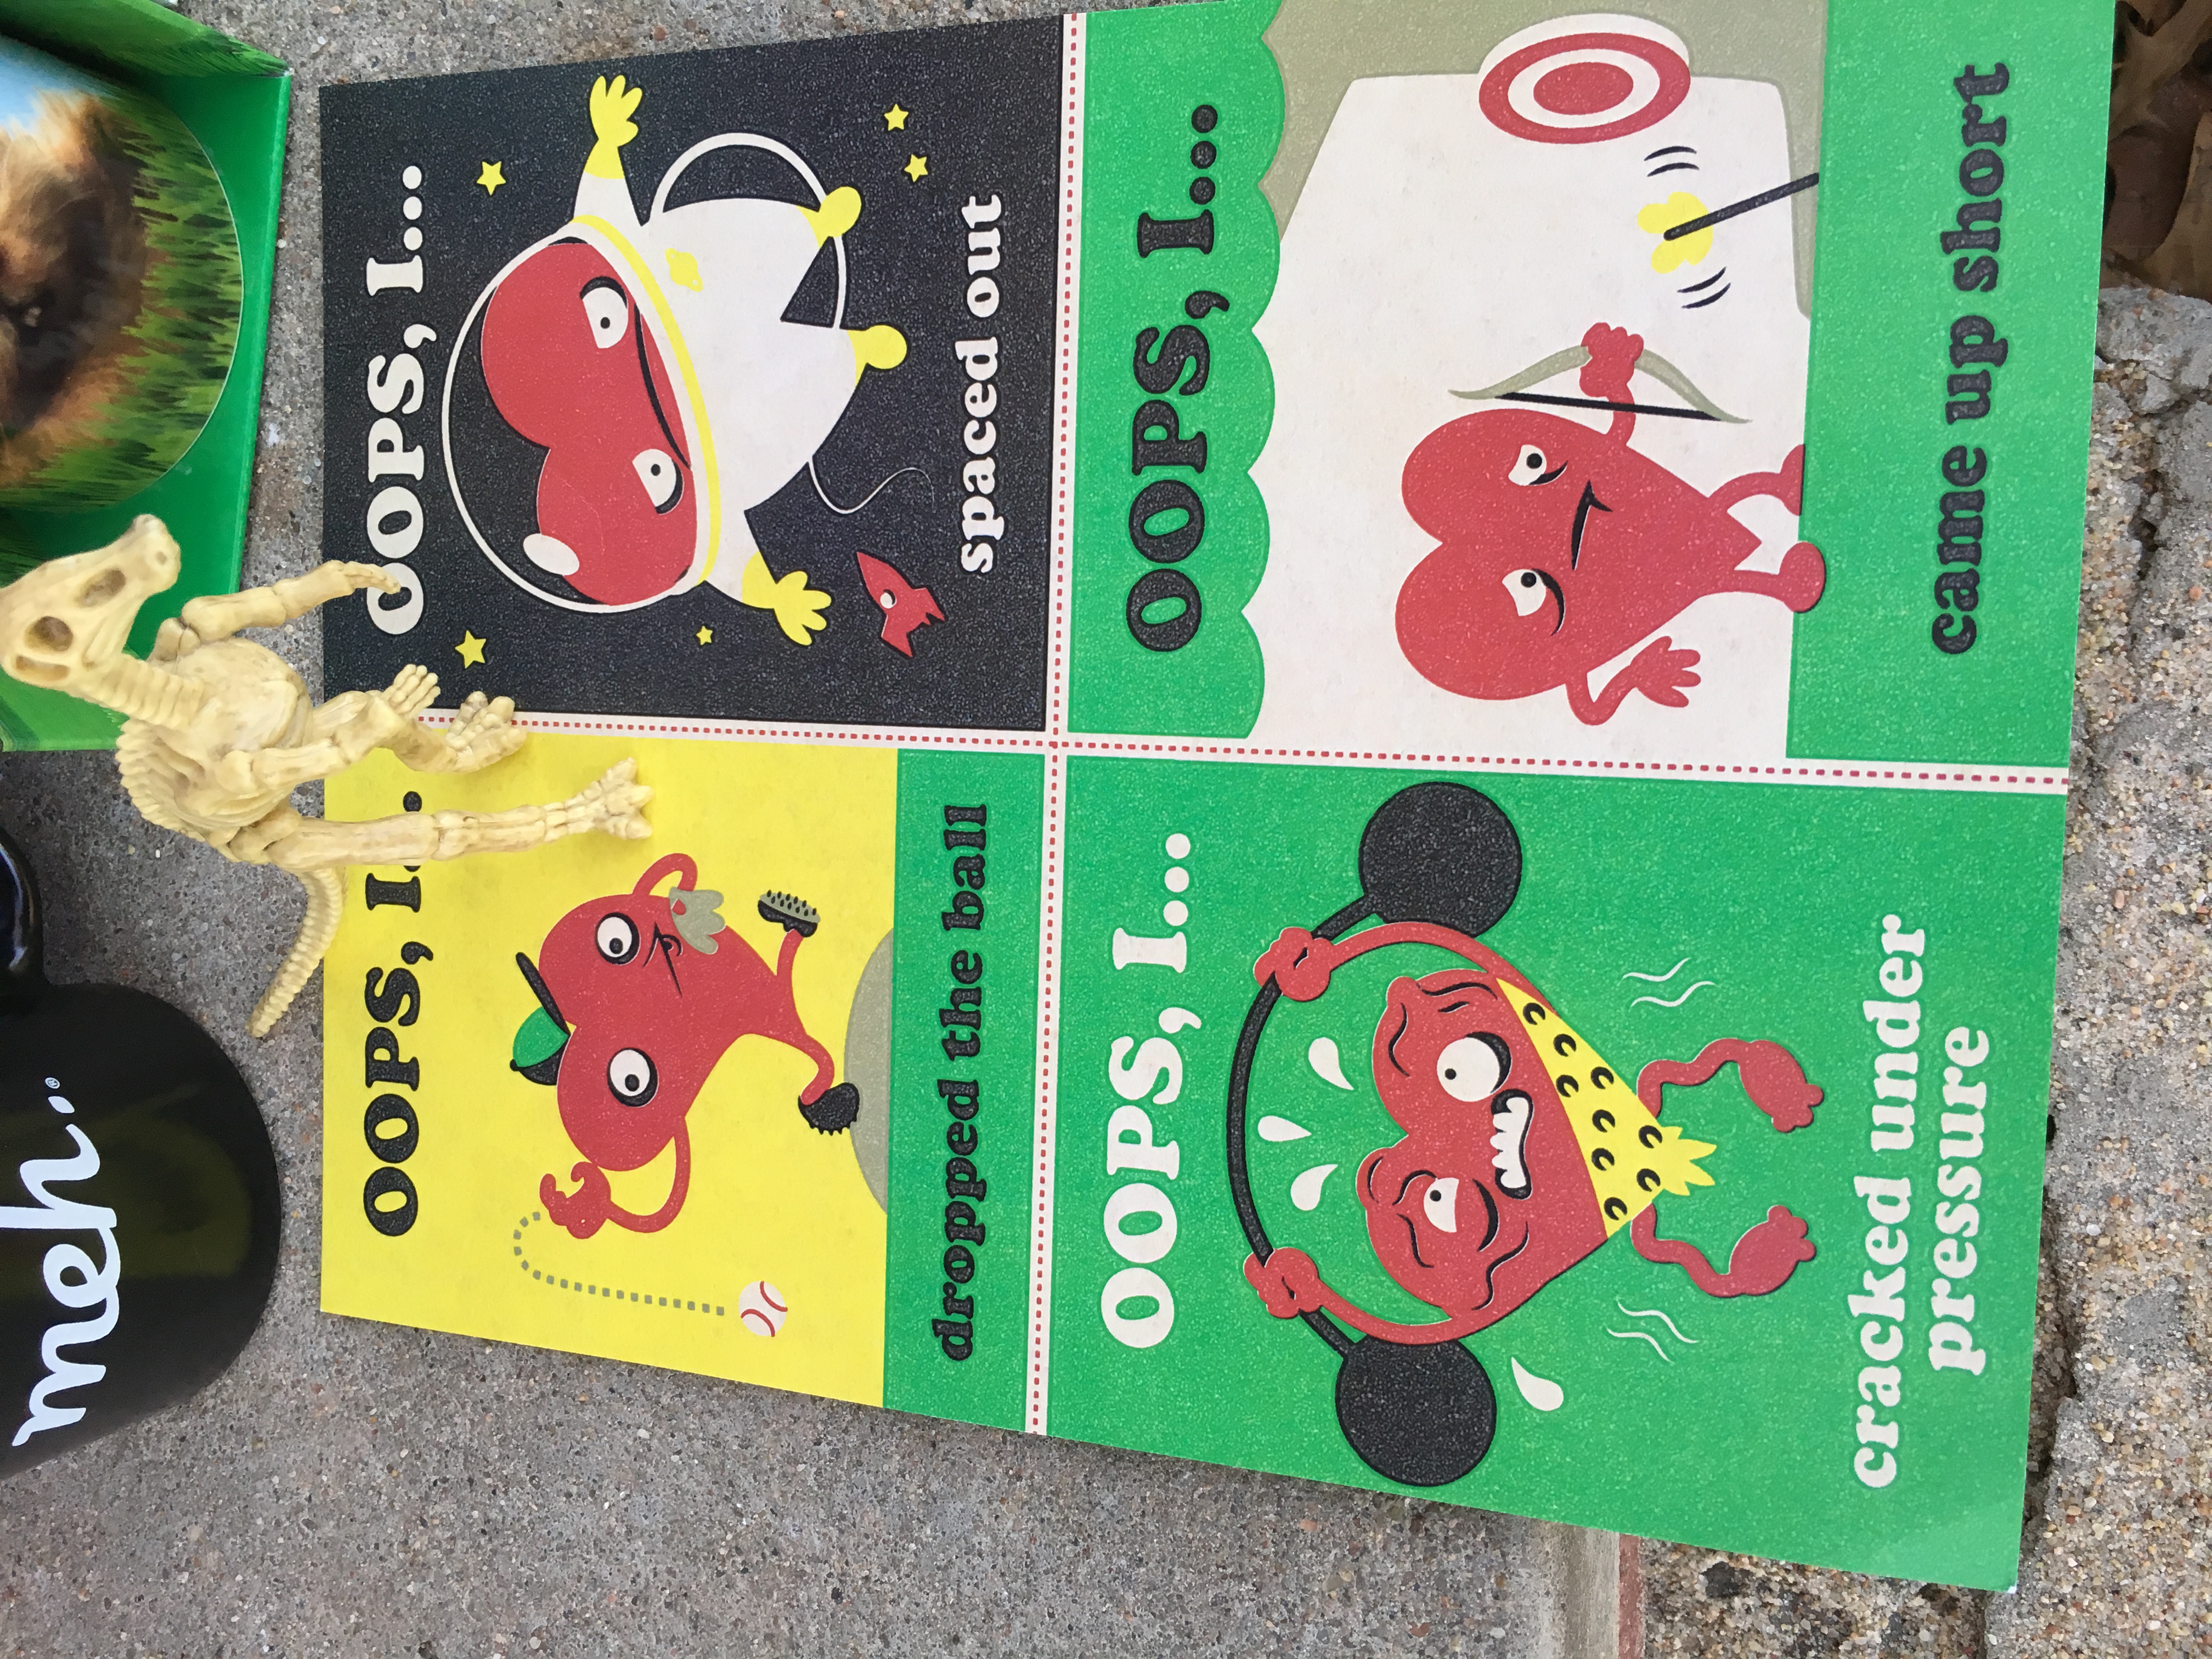 meh.®
OOPS, I...
dropped the ball
OOPS, I...
spaced out
OOPS, I...
cracked under
pressure
OOPS, I...
came up short